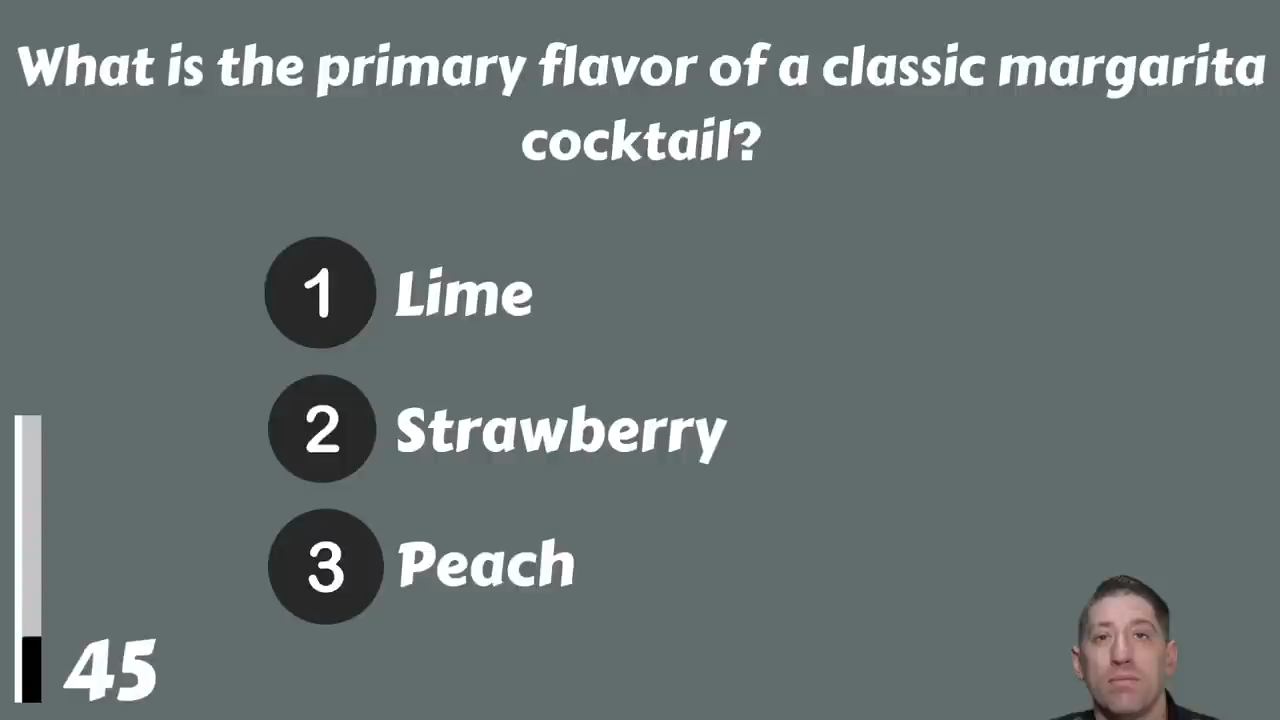 What is the primary flavor of a classic margarita
cocktail?
1 Lime
2 Strawberry
3 Peach
45